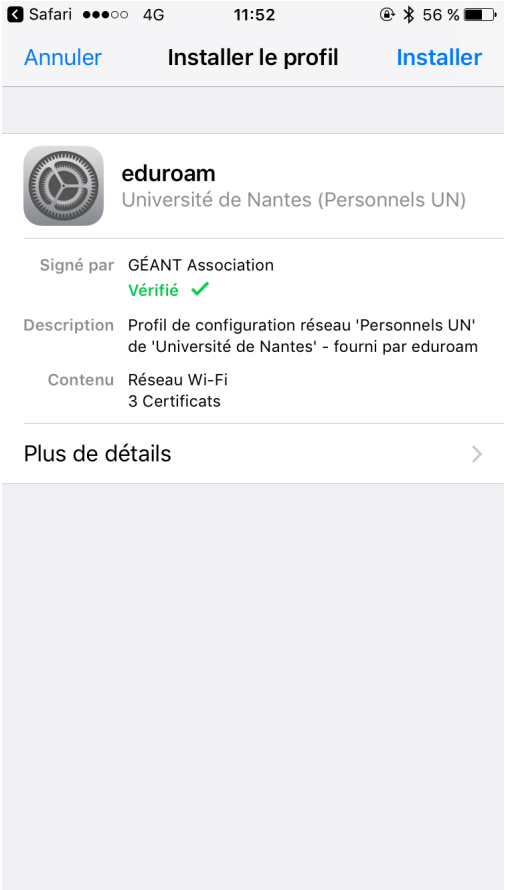 Safari 4G 11:52 56 %
Annuler Installer le profil Installer
eduroam
Université de Nantes (Personnels UN)
Signé par GÉANT Association
Vérifié
Description Profil de configuration réseau 'Personnels UN'
de 'Université de Nantes' - fourni par eduroam
Contenu Réseau Wi-Fi
3 Certificats
Plus de détails